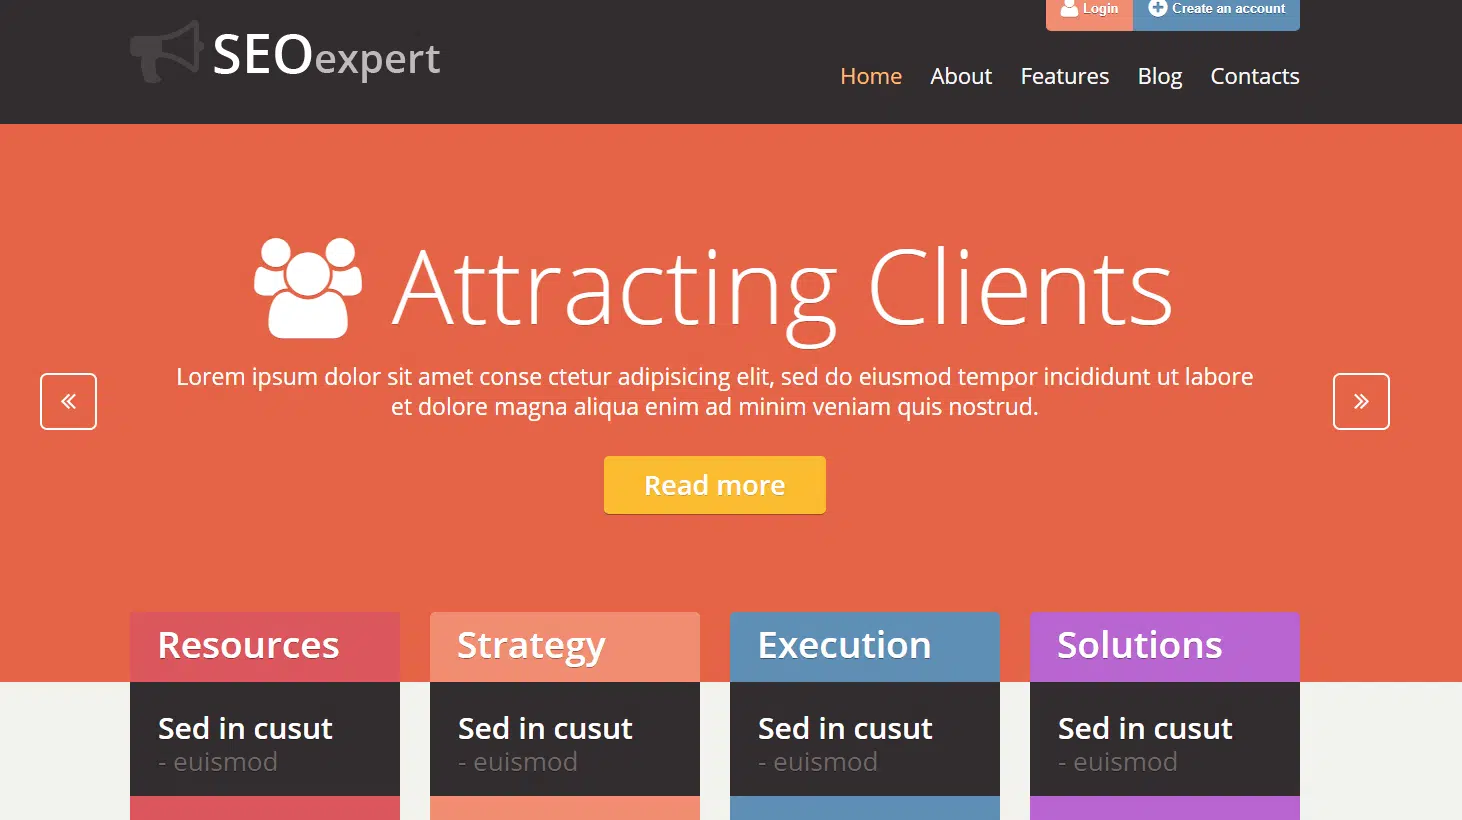 Login
Create an account
SEOexpert
Home
About
Features
Blog
Contacts
Attracting Clients
Lorem ipsum dolor sit amet conse ctetur adipisicing elit, sed do eiusmod tempor incididunt ut labore
et dolore magna aliqua enim ad minim veniam quis nostrud.
Read more
Resources
Sed in cusut
- euismod
Strategy
Sed in cusut
- euismod
Execution
Sed in cusut
- euismod
Solutions
Sed in cusut
- euismod